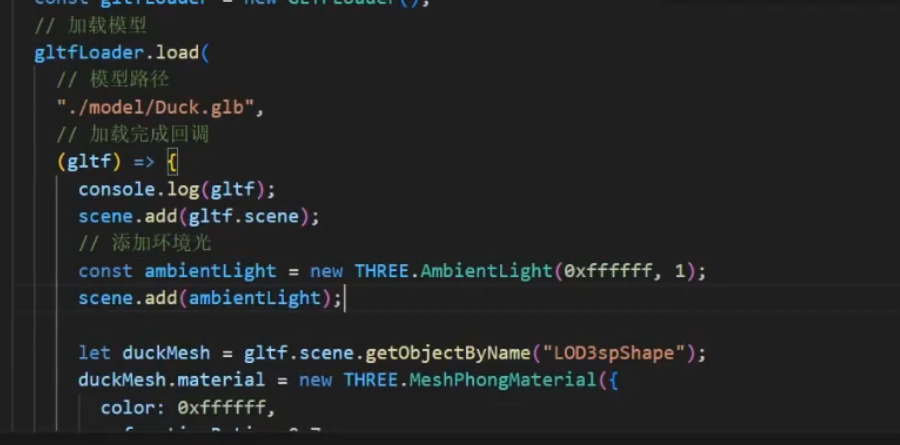 const gltfLoader = new GLTFLoader();
// 加载模型
gltfLoader.load(
// 模型路径
"./model/Duck.glb",
// 加载完成回调
(gltf) => {
console.log(gltf);
scene.add(gltf.scene);
// 添加环境光
const ambientLight = new THREE.AmbientLight(0xffffff, 1);
scene.add(ambientLight);
let duckMesh = gltf.scene.getObjectByName("LOD3spShape");
duckMesh.material = new THREE.MeshPhongMaterial({
color: 0xffffff,